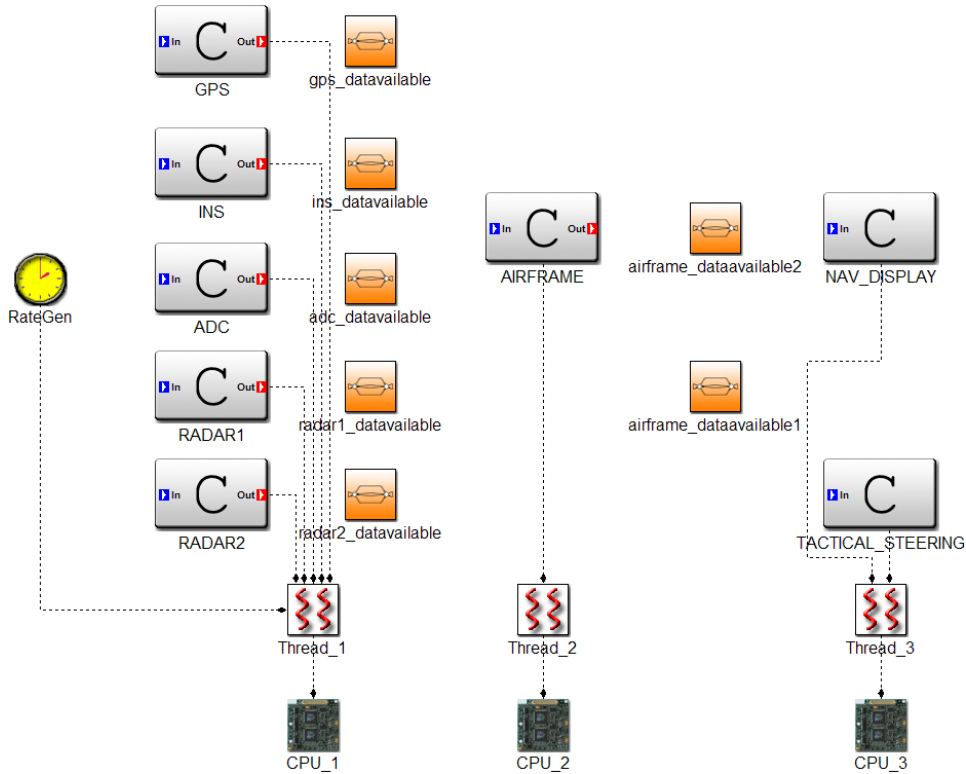 In C Out
GPS
gps_datavailable
In C Out
INS
ins_datavailable
In C Out
AIRFRAME
airframe_dataavailable2
In C
NAV_DISPLAY
RateGen
In C Out
ADC
adc_datavailable
In C Out
RADAR1
radar1_datavailable
airframe_dataavailable1
In C Out
RADAR2
radar2_datavailable
In C
TACTICAL_STEERING
Thread_1
Thread_2
Thread_3
CPU_1
CPU_2
CPU_3